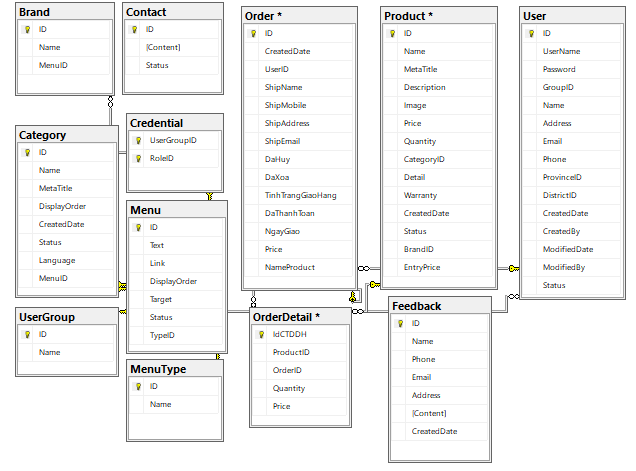 Brand
ID
Name
MenuID
Contact
ID
[Content]
Status
Order *
ID
CreatedDate
UserID
ShipName
ShipMobile
ShipAddress
ShipEmail
DaHuy
DaXoa
TinhTrangGiaoHang
DaThanhToan
NgayGiao
Price
NameProduct
Product *
ID
Name
MetaTitle
Description
Image
Price
Quantity
CategoryID
Detail
Warranty
CreatedDate
Status
BrandID
EntryPrice
User
ID
UserName
Password
GroupID
Name
Address
Email
Phone
ProvinceID
DistrictID
CreatedDate
CreatedBy
ModifiedDate
ModifiedBy
Status
Category
ID
Name
MetaTitle
DisplayOrder
CreatedDate
Status
Language
MenuID
Credential
UserGroupID
RoleID
Menu
ID
Text
Link
DisplayOrder
Target
Status
TypeID
UserGroup
ID
Name
MenuType
ID
Name
OrderDetail *
IdCTDDH
ProductID
OrderID
Quantity
Price
Feedback
ID
Name
Phone
Email
Address
[Content]
CreatedDate